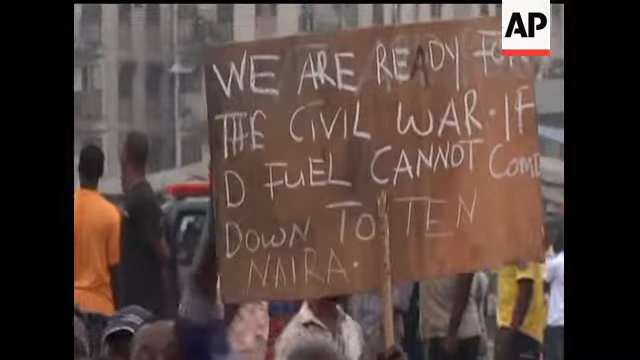 AP
WE ARE READY FOR
THE CIVIL WAR. IF
D FUEL CANNOT COME
DOWN TO TEN
NAIRA.